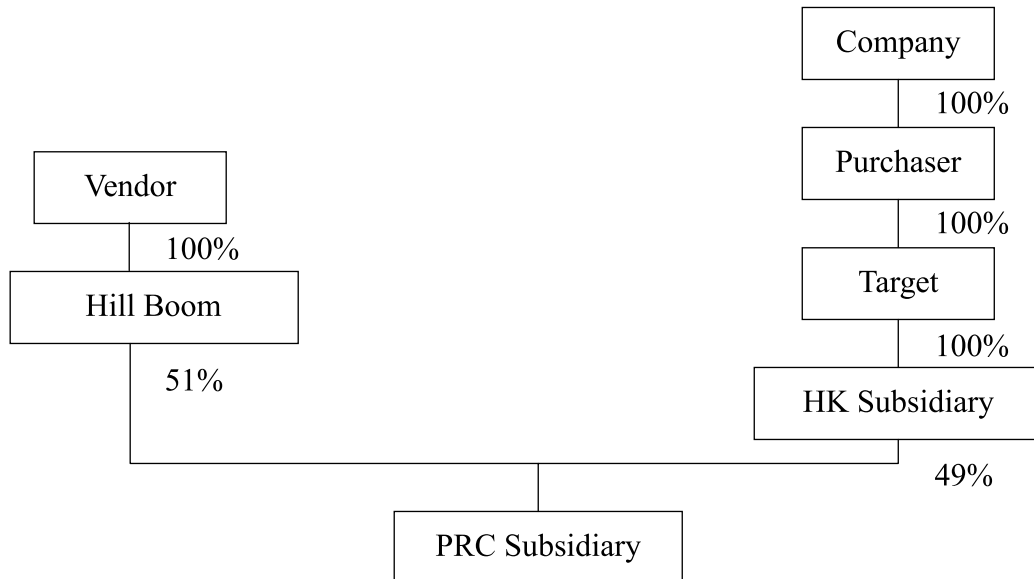 Company
100%
Purchaser
Vendor
100%
100%
Target
Hill Boom
100%
51%
HK Subsidiary
49%
PRC Subsidiary